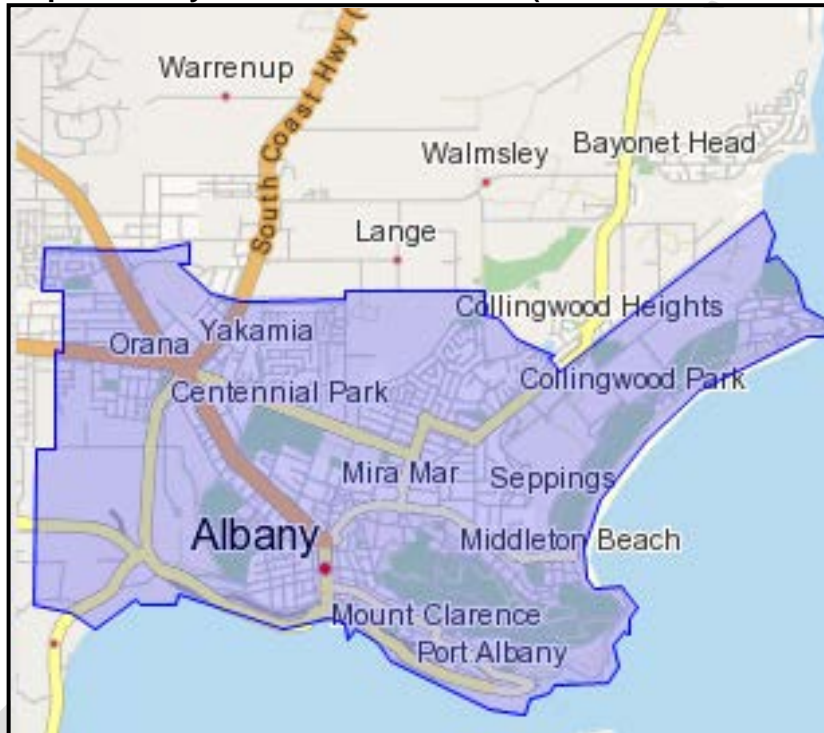 Warrenup
South Coast Hwy (
Walmsley
Bayonet Head
Lange
Collingwood Heights
Orana
Yakamia
Centennial Park
Collingwood Park
Mira Mar
Seppings
Albany
Middleton Beach
Mount Clarence
Port Albany